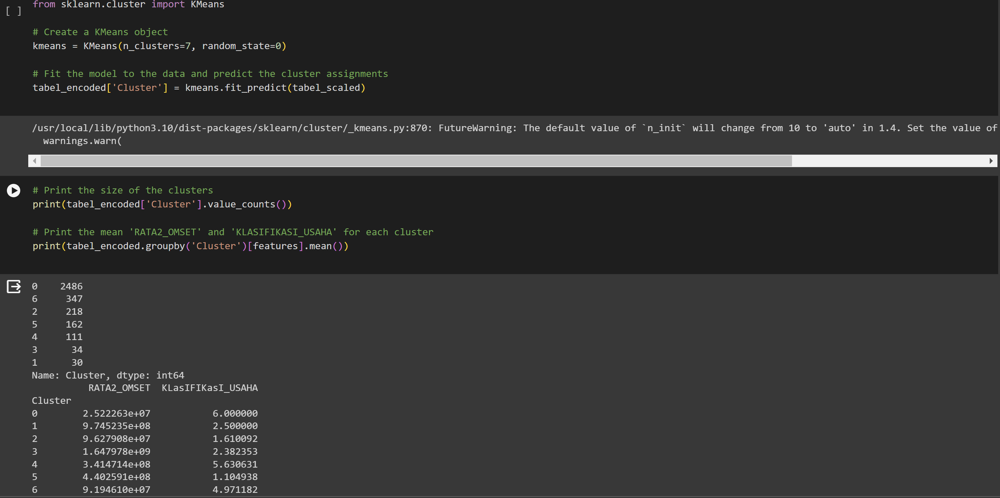 from sklearn.cluster import KMeans
[ ]
# Create a KMeans object
kmeans = KMeans(n_clusters=7, random_state=0)
# Fit the model to the data and predict the cluster assignments
tabel_encoded['Cluster'] = kmeans.fit_predict(tabel_scaled)
/usr/local/lib/python3.10/dist-packages/sklearn/cluster/_kmeans.py:870: FutureWarning: The default value of `n_init` will change from 10 to 'auto' in 1.4. Set the value of
  warnings.warn(
# Print the size of the clusters
print(tabel_encoded['Cluster'].value_counts())
# Print the mean 'RATA2_OMSET' and 'KLASIFIKASI_USAHA' for each cluster
print(tabel_encoded.groupby('Cluster')[features].mean())
0    2486
6     347
2     218
5     162
4     111
3      34
1      30
Name: Cluster, dtype: int64
          RATA2_OMSET  KLasIFIKasI_USAHA
Cluster
0        2.522263e+07           6.000000
1        9.745235e+08           2.500000
2        9.627908e+07           1.610092
3        1.647978e+09           2.382353
4        3.414714e+08           5.630631
5        4.402591e+08           1.104938
6        9.194610e+07           4.971182